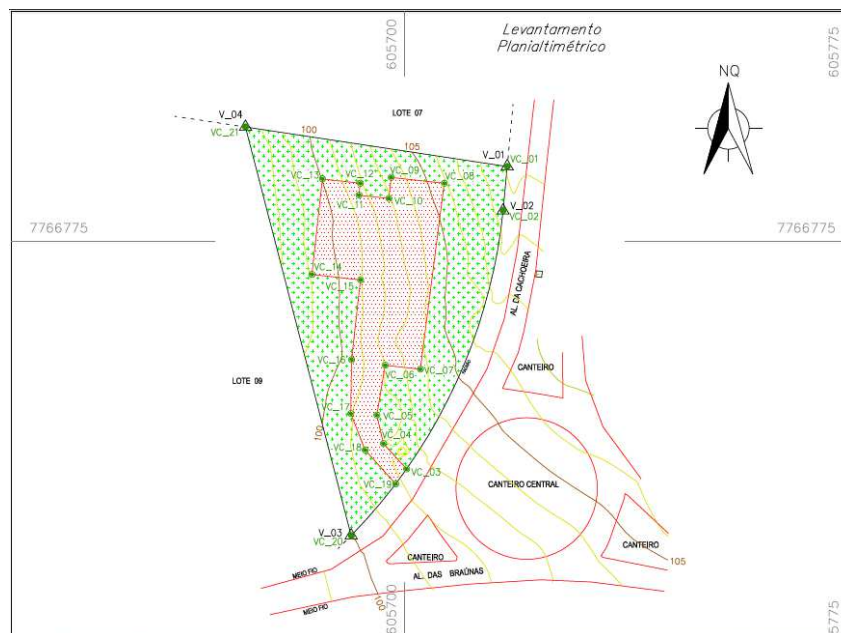 605700
605775
Levantamento
Planialtimétrico
NQ
V_04
VC_21
LOTE 07
100
105
V_01
VC_01
VC_13
VC_12
VC_09
VC_08
VC_11
VC_10
V_02
VC_02
7766775
7766775
VC_14
VC_15
AL. DA CACHOEIRA
VC_16
VC_06
VC_07
CANTEIRO
LOTE 09
VC_17
VC_05
100
VC_18
VC_04
VC_03
VC_19
CANTEIRO CENTRAL
V_03
VC_20
CANTEIRO
CANTEIRO
105
MEIO FIO
AL. DAS BRAÚNAS
100
MEIO FIO
605700
605775